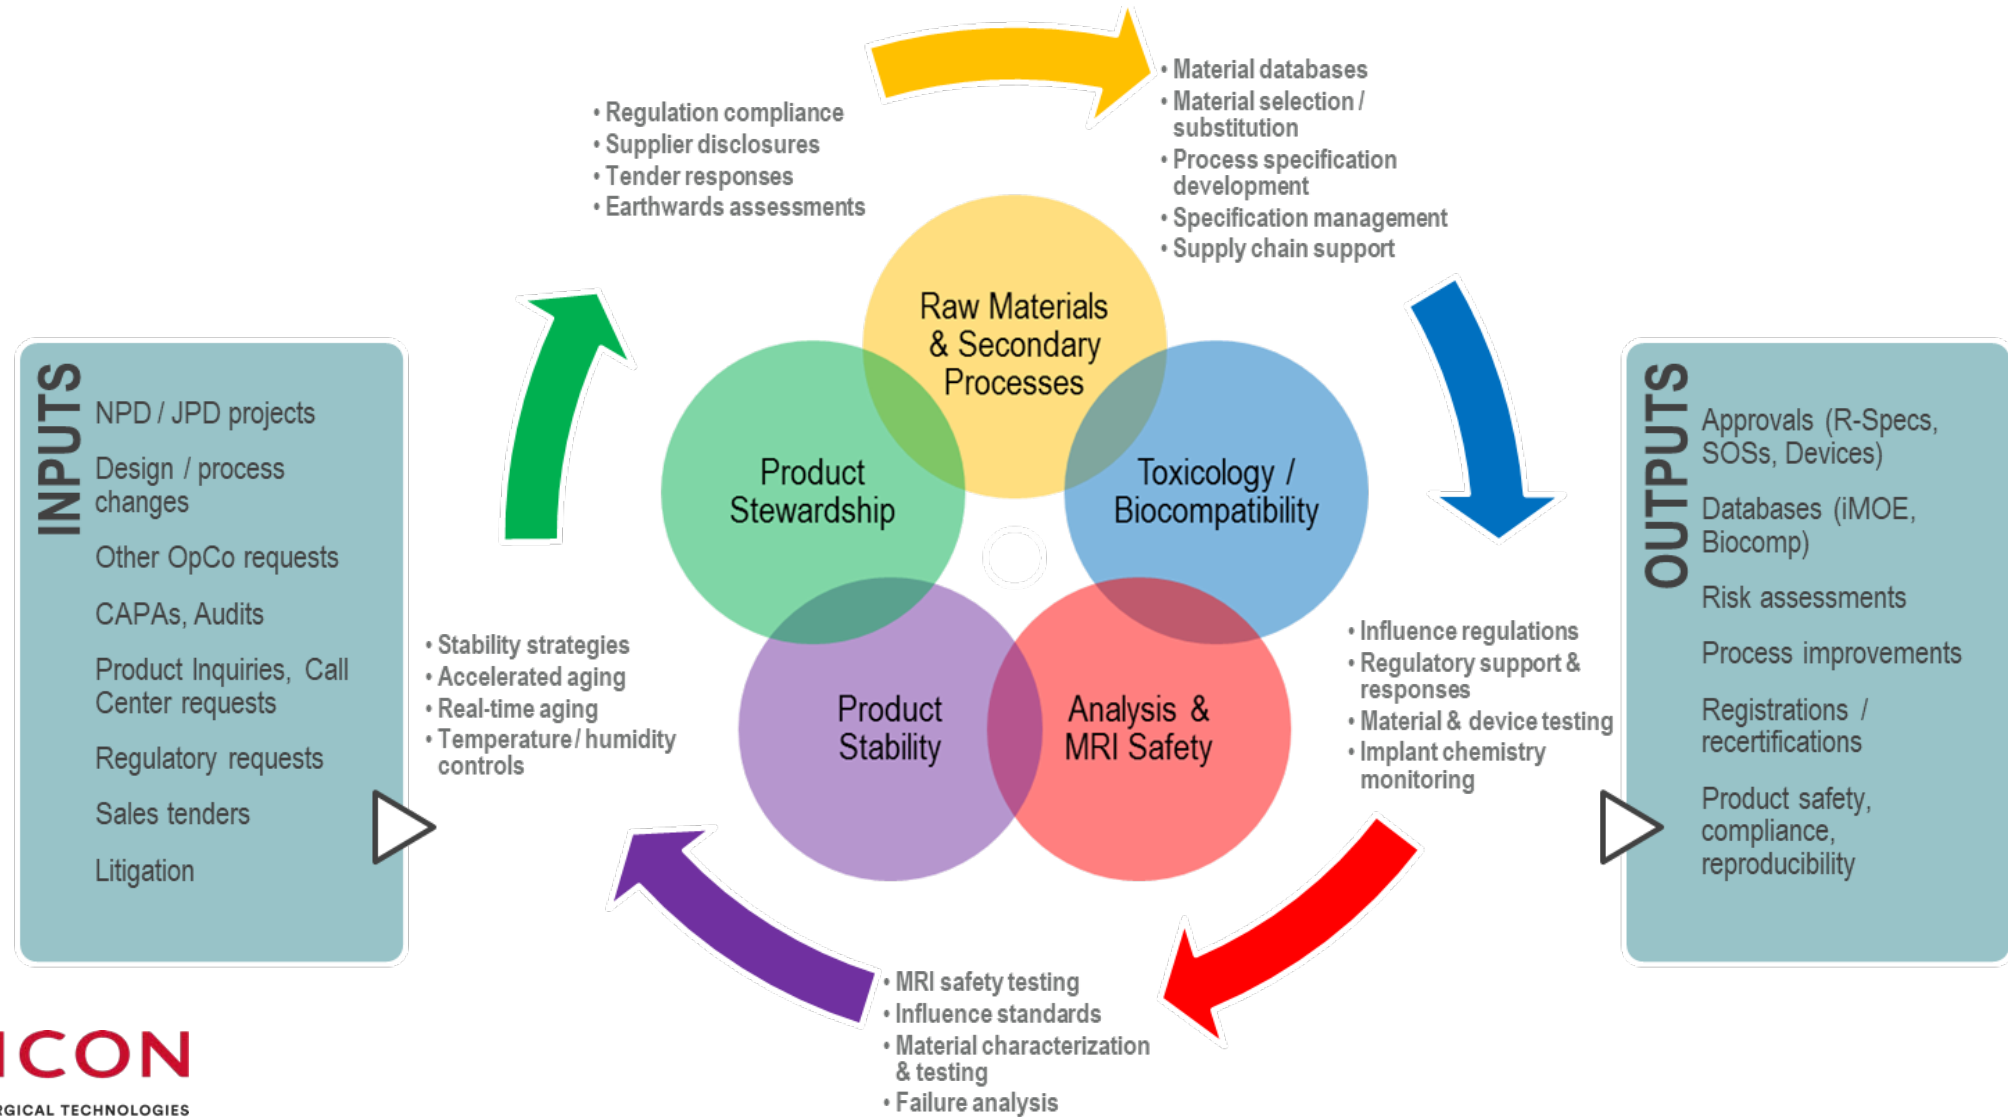 • Material databases
• Material selection /
substitution
• Process specification
development
• Specification management
• Supply chain support
• Regulation compliance
• Supplier disclosures
• Tender responses
• Earthwards assessments
Raw Materials
& Secondary
Processes
Product
Stewardship
Toxicology /
Biocompatibility
Product
Stability
Analysis &
MRI Safety
INPUTS
NPD / JPD projects
Design / process
changes
Other OpCo requests
CAPAs, Audits
Product Inquiries, Call
Center requests
Regulatory requests
Sales tenders
Litigation
• Stability strategies
• Accelerated aging
• Real-time aging
• Temperature / humidity
controls
• Influence regulations
• Regulatory support &
responses
• Material & device testing
• Implant chemistry
monitoring
OUTPUTS
Approvals (R-Specs,
SOSs, Devices)
Databases (iMOE,
Biocomp)
Risk assessments
Process improvements
Registrations /
recertifications
Product safety,
compliance,
reproducibility
• MRI safety testing
• Influence standards
• Material characterization
& testing
• Failure analysis
ICON
RGICAL TECHNOLOGIES